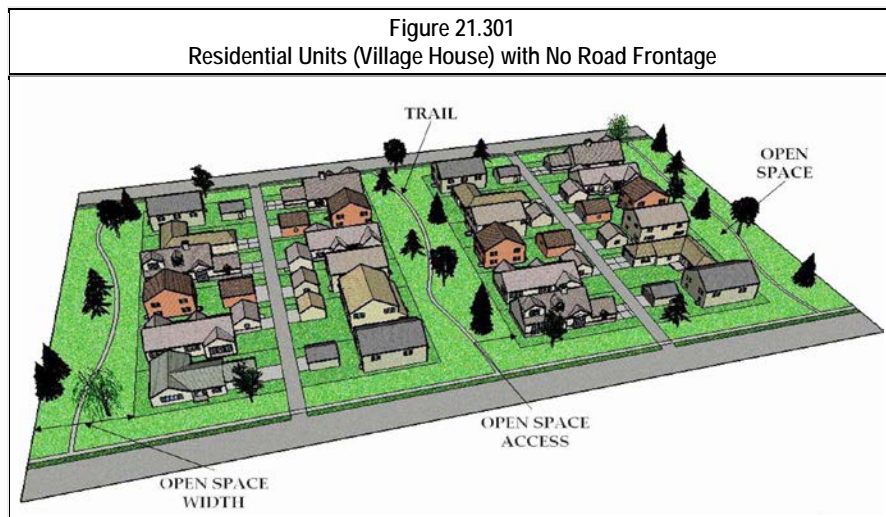 Figure 21.301
Residential Units (Village House) with No Road Frontage
TRAIL
OPEN
SPACE
OPEN SPACE
ACCESS
OPEN SPACE
WIDTH